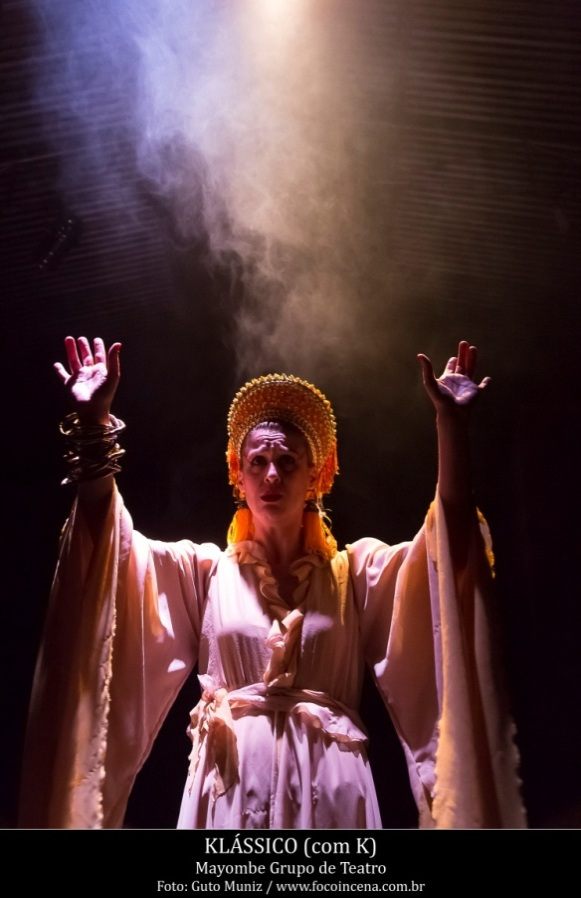 KLÁSSICO (com K)
Mayombe Grupo de Teatro
Foto: Guto Muniz / www.focoincena.com.br